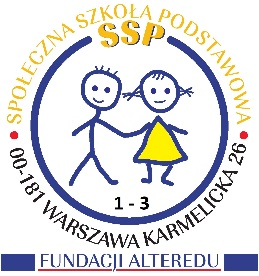 SPOŁECZNA SZKOŁA PODSTAWOWA
SSP
1 - 3
00-181 WARSZAWA KARMELICKA 26
FUNDACJI ALTEREDU